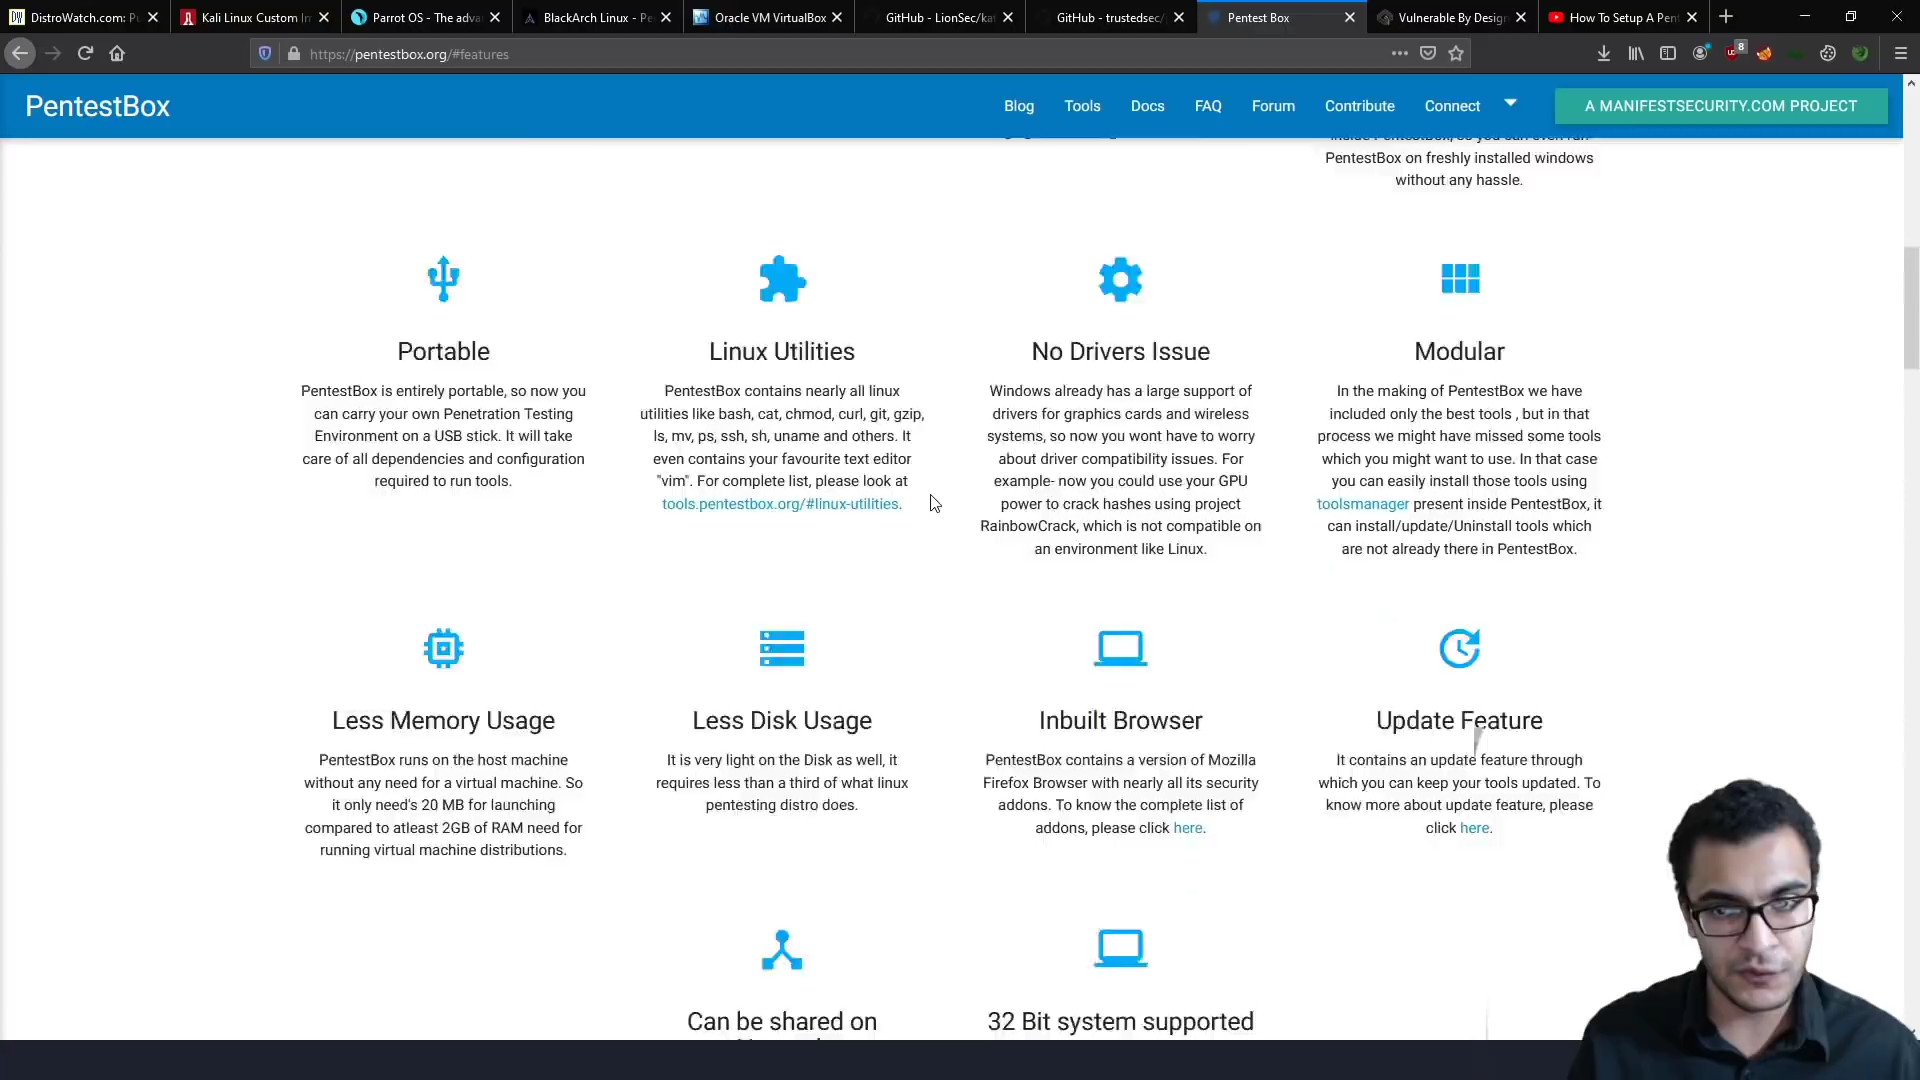 DistroWatch.com: Pu
Kali Linux Custom Im
Parrot OS - The adva
BlackArch Linux - Pe
Oracle VM VirtualBox
GitHub - LionSec/kat
GitHub - trustedsec/
Pentest Box
Vulnerable By Design
How To Setup A Pent
https://pentestbox.org/#features
8
PentestBox
Blog
Tools
Docs
FAQ
Forum
Contribute
Connect
A MANIFESTSECURITY.COM PROJECT
inside PentestBox, so you can even run
PentestBox on freshly installed windows
without any hassle.
Portable
PentestBox is entirely portable, so now you
can carry your own Penetration Testing
Environment on a USB stick. It will take
care of all dependencies and configuration
required to run tools.
Linux Utilities
PentestBox contains nearly all linux
utilities like bash, cat, chmod, curl, git, gzip,
ls, mv, ps, ssh, sh, uname and others. It
even contains your favourite text editor
"vim". For complete list, please look at
tools.pentestbox.org/#linux-utilities.
No Drivers Issue
Windows already has a large support of
drivers for graphics cards and wireless
systems, so now you wont have to worry
about driver compatibility issues. For
example- now you could use your GPU
power to crack hashes using project
RainbowCrack, which is not compatible on
an environment like Linux.
Modular
In the making of PentestBox we have
included only the best tools , but in that
process we might have missed some tools
which you might want to use. In that case
you can easily install those tools using
toolsmanager present inside PentestBox, it
can install/update/Uninstall tools which
are not already there in PentestBox.
Less Memory Usage
PentestBox runs on the host machine
without any need for a virtual machine. So
it only need's 20 MB for launching
compared to atleast 2GB of RAM need for
running virtual machine distributions.
Less Disk Usage
It is very light on the Disk as well, it
requires less than a third of what linux
pentesting distro does.
Inbuilt Browser
PentestBox contains a version of Mozilla
Firefox Browser with nearly all its security
addons. To know the complete list of
addons, please click here.
Update Feature
It contains an update feature through
which you can keep your tools updated. To
know more about update feature, please
click here.
Can be shared on
32 Bit system supported